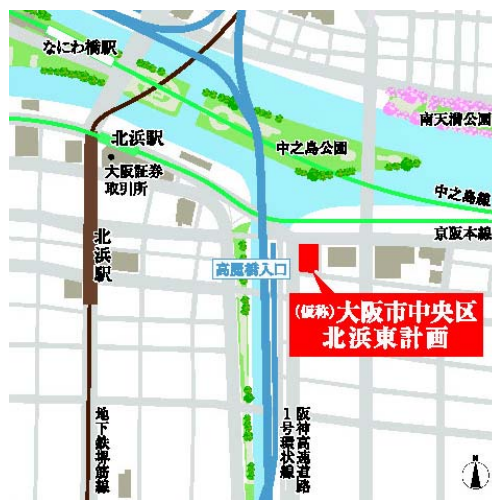 なにわ橋駅
南天満公園
北浜駅
大阪証券
取引所
中之島公園
中之島線
京阪本線
北浜駅
高麗橋入口
(仮称)大阪市中央区
北浜東計画
地下鉄堺筋線
阪神高速道路
1号環状線
N